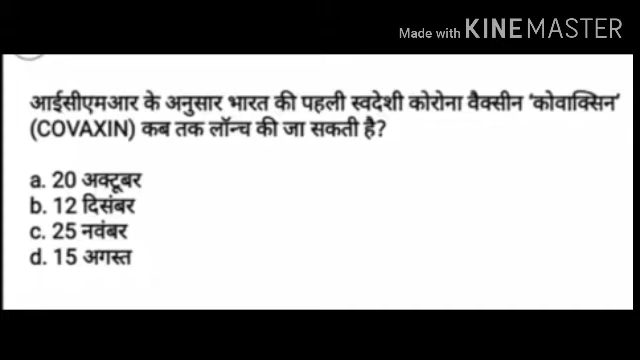 Made with KINEMASTER
आईसीएमआर के अनुसार भारत की पहली स्वदेशी कोरोना वैक्सीन 'कोवाक्सिन'
(COVAXIN) कब तक लॉन्च की जा सकती है?
a. 20 अक्टूबर
b. 12 दिसंबर
c. 25 नवंबर
d. 15 अगस्त